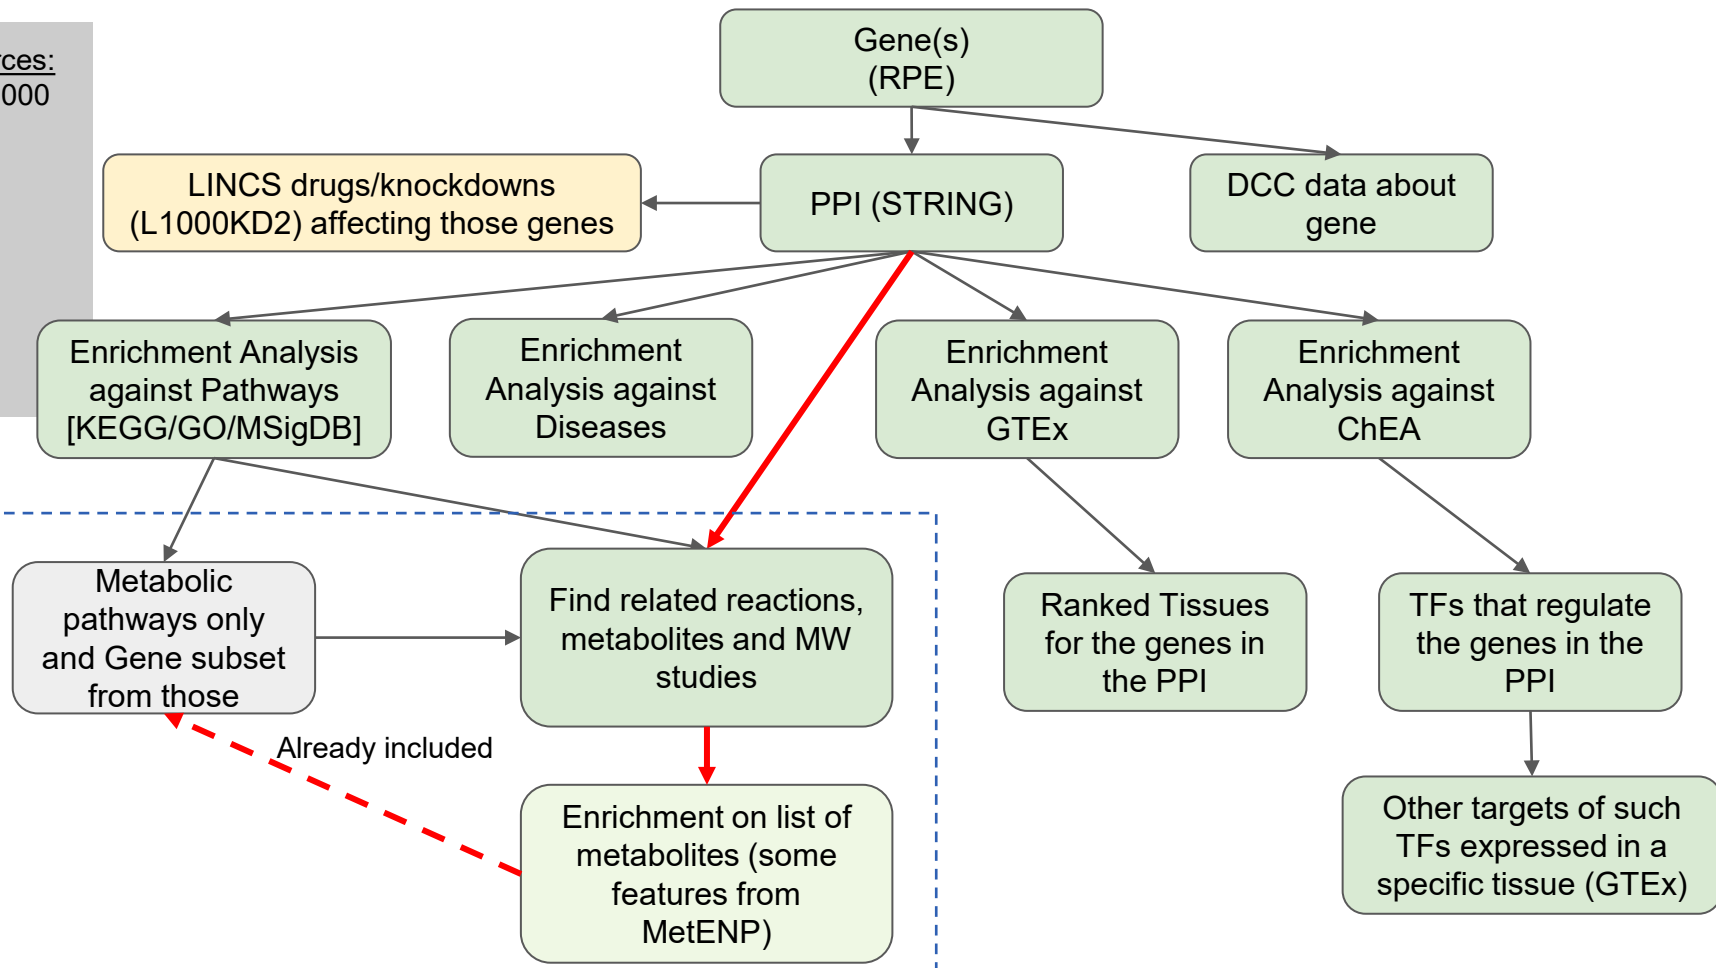 Gene(s)
(RPE)
rces:
000
LINCS drugs/knockdowns
(L1000KD2) affecting those genes
PPI (STRING)
DCC data about
gene
Enrichment Analysis
against Pathways
[KEGG/GO/MSigDB]
Enrichment
Analysis against
Diseases
Enrichment
Analysis against
GTEx
Enrichment
Analysis against
ChEA
Metabolic
pathways only
and Gene subset
from those
Find related reactions,
metabolites and MW
studies
Ranked Tissues
for the genes in
the PPI
TFs that regulate
the genes in the
PPI
Already included
Enrichment on list of
metabolites (some
features from
MetENP)
Other targets of such
TFs expressed in a
specific tissue (GTEx)